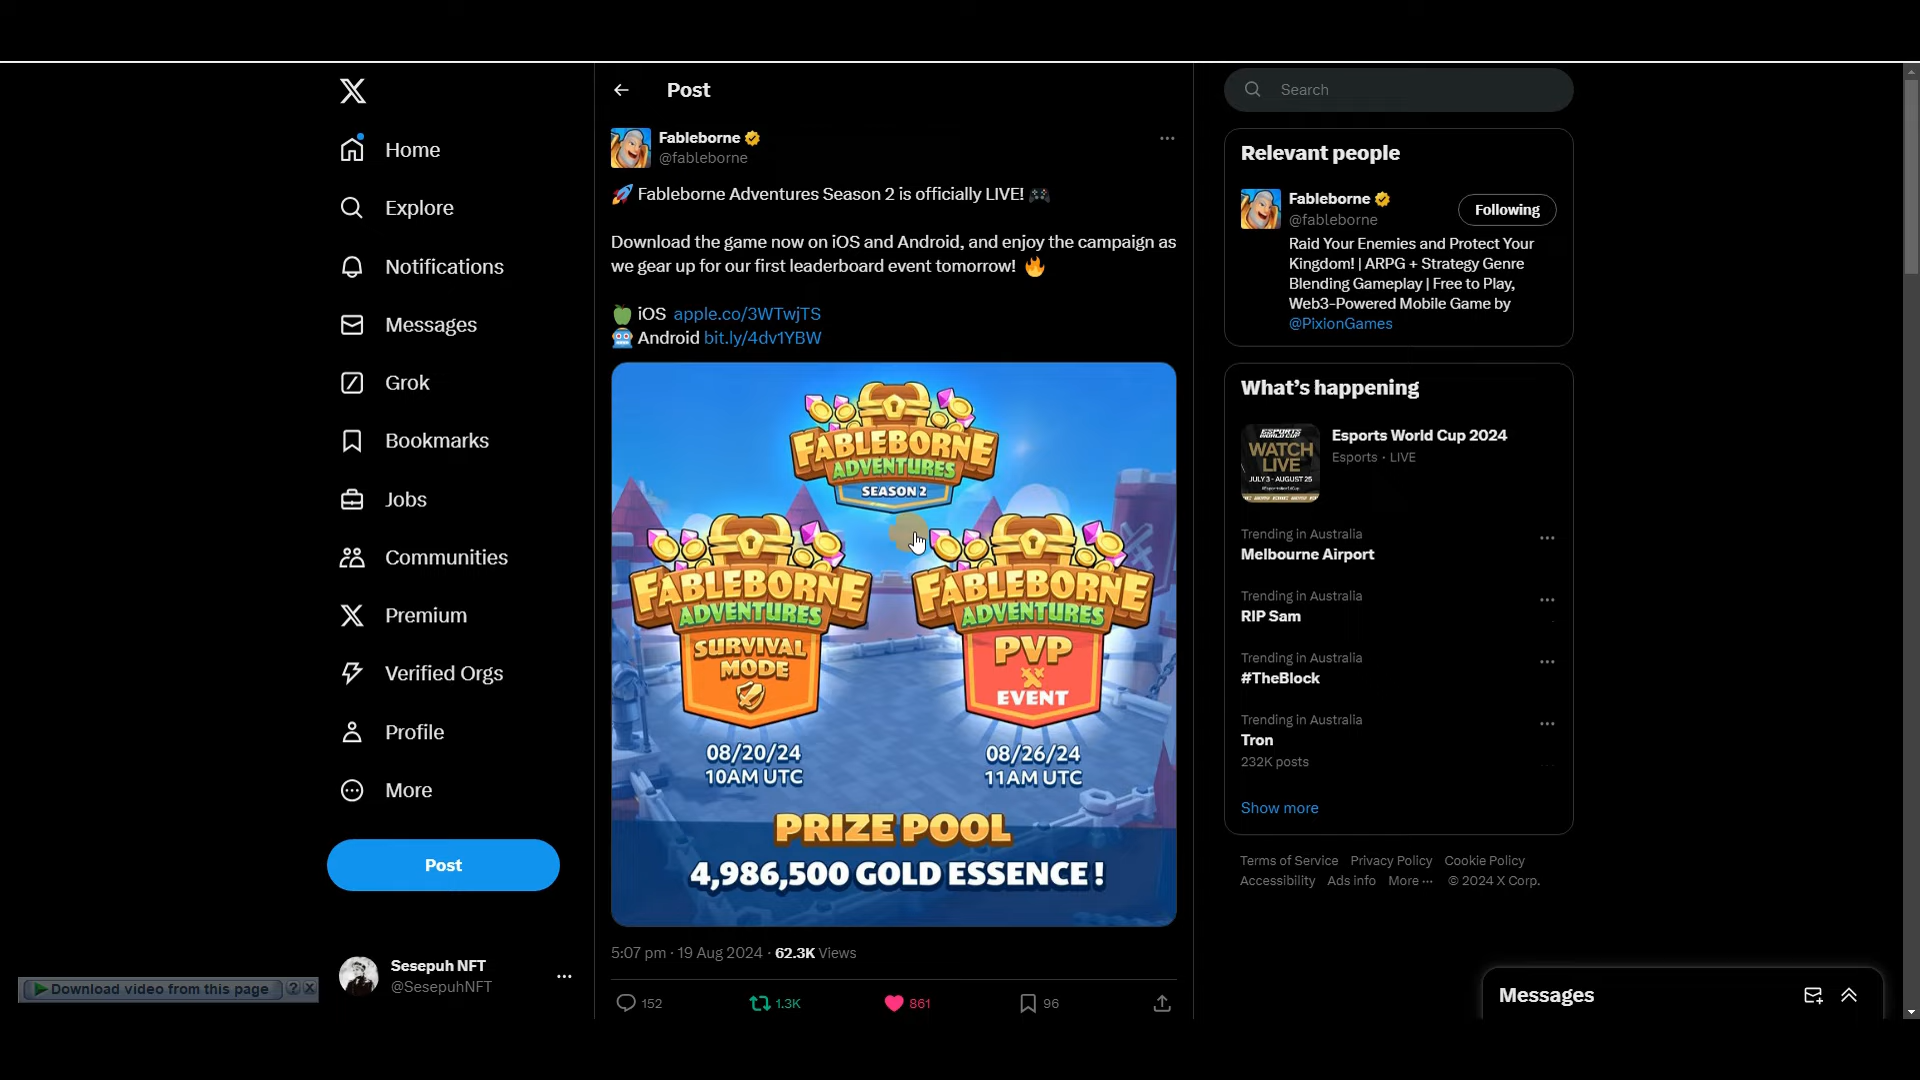 Home
Explore
Notifications
Messages
Grok
Bookmarks
Jobs
Communities
Premium
Verified Orgs
Profile
More
Post
Sesepuh NFT
@SesepuhNFT
Download video from this page ? X
Post
Fableborne
@fableborne
🚀 Fableborne Adventures Season 2 is officially LIVE! 🎮
Download the game now on iOS and Android, and enjoy the campaign as
we gear up for our first leaderboard event tomorrow! 🔥
🍏 iOS apple.co/3WTwjTS
🤖 Android bit.ly/4dv1YBW
FABLEBORNE
ADVENTURES
SEASON 2
FABLEBORNE
ADVENTURES
SURVIVAL
MODE
08/20/24
10AM UTC
FABLEBORNE
ADVENTURES
PVP
EVENT
08/26/24
11AM UTC
PRIZE POOL
4,986,500 GOLD ESSENCE !
5:07 pm · 19 Aug 2024 · 62.3K Views
152 1.3K 861 96
Search
Relevant people
Fableborne
@fableborne
Following
Raid Your Enemies and Protect Your
Kingdom! | ARPG + Strategy Genre
Blending Gameplay | Free to Play,
Web3-Powered Mobile Game by
@PixionGames
What's happening
ESPORTS
WORLD CUP
WATCH
LIVE
JULY 3 - AUGUST 25
Esports World Cup 2024
Esports · LIVE
Trending in Australia
Melbourne Airport
Trending in Australia
RIP Sam
Trending in Australia
#TheBlock
Trending in Australia
Tron
232K posts
Show more
Terms of Service Privacy Policy Cookie Policy
Accessibility Ads info More ··· © 2024 X Corp.
Messages